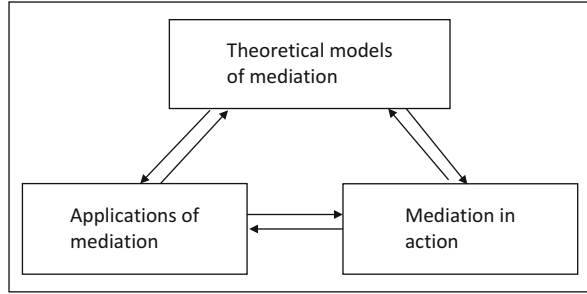 Theoretical models
of mediation
Applications of
mediation
Mediation in
action